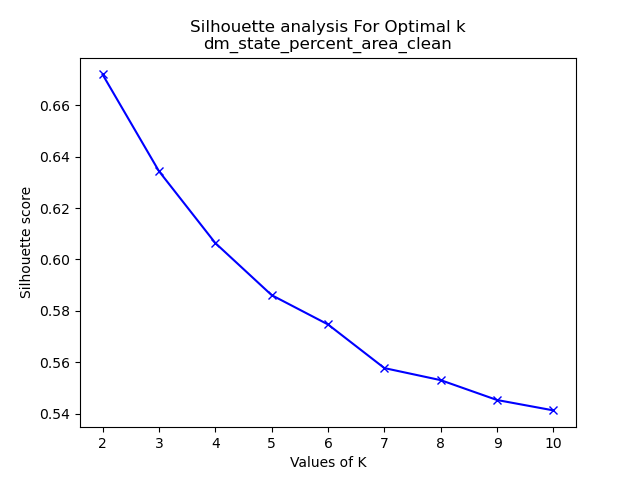 Silhouette analysis For Optimal k
dm_state_percent_area_clean
0.66
0.64
0.62
0.60
0.58
0.56
0.54
Silhouette score
2 3 4 5 6 7 8 9 10
Values of K